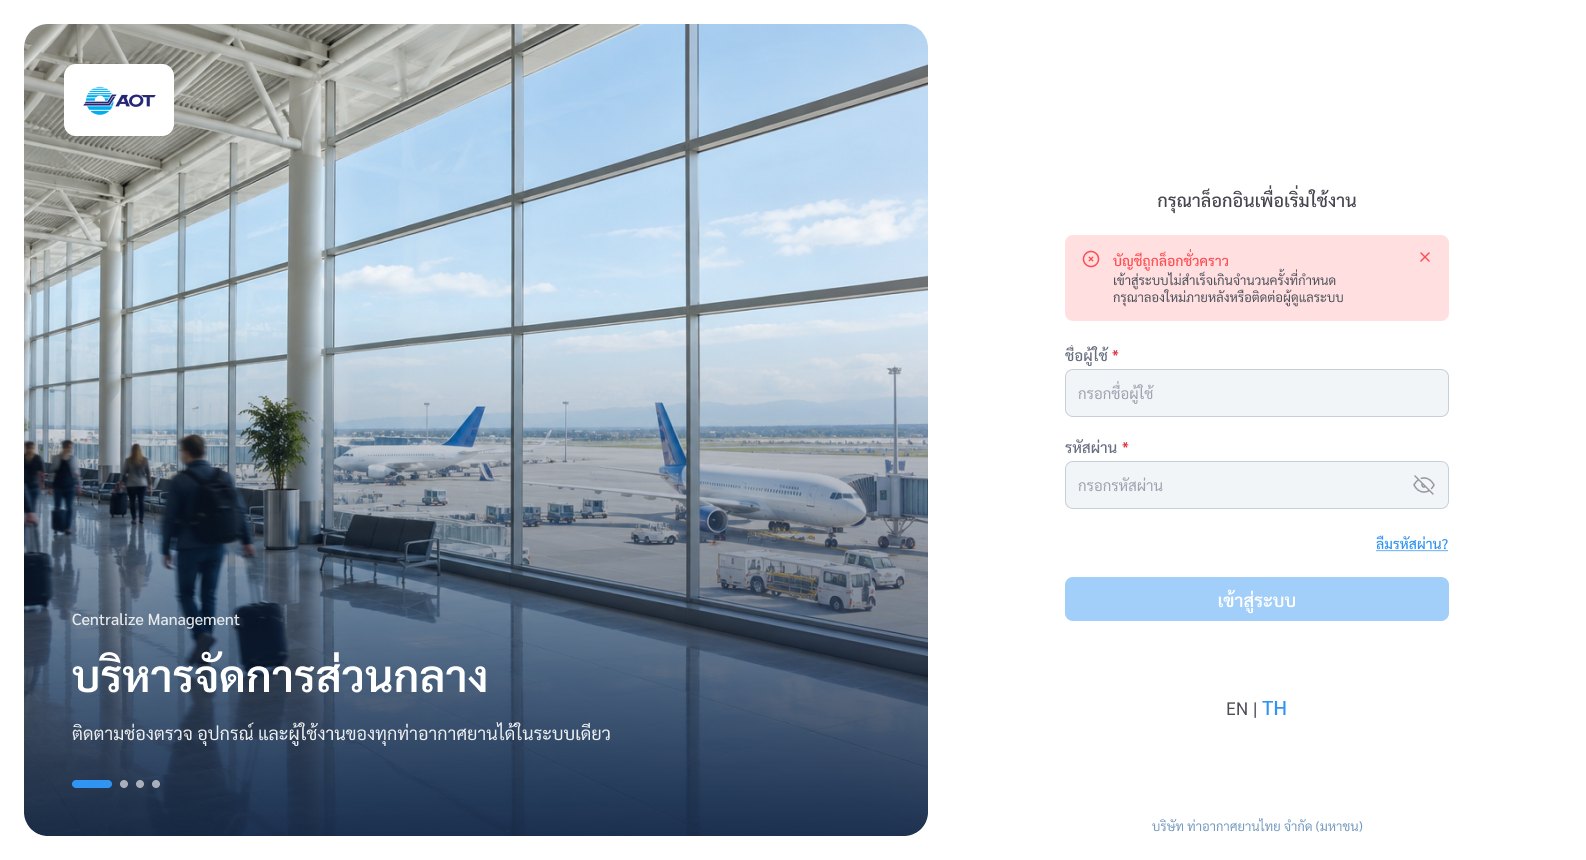 AOT
Centralize Management
บริหารจัดการส่วนกลาง
ติดตามช่องตรวจ อุปกรณ์ และผู้ใช้งานของทุกท่าอากาศยานได้ในระบบเดียว
กรุณาล็อกอินเพื่อเริ่มใช้งาน
บัญชีถูกล็อกชั่วคราว
เข้าสู่ระบบไม่สำเร็จเกินจำนวนครั้งที่กำหนด
กรุณาลองใหม่ภายหลังหรือติดต่อผู้ดูแลระบบ
ชื่อผู้ใช้ *
กรอกชื่อผู้ใช้
รหัสผ่าน *
กรอกรหัสผ่าน
ลืมรหัสผ่าน?
เข้าสู่ระบบ
EN | TH
บริษัท ท่าอากาศยานไทย จำกัด (มหาชน)